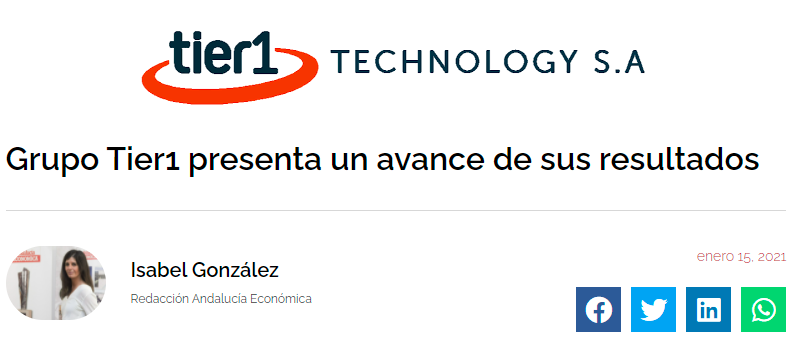 tier1 TECHNOLOGY S.A
Grupo Tier1 presenta un avance de sus resultados
enero 15, 2021
Isabel González
Redacción Andalucía Económica